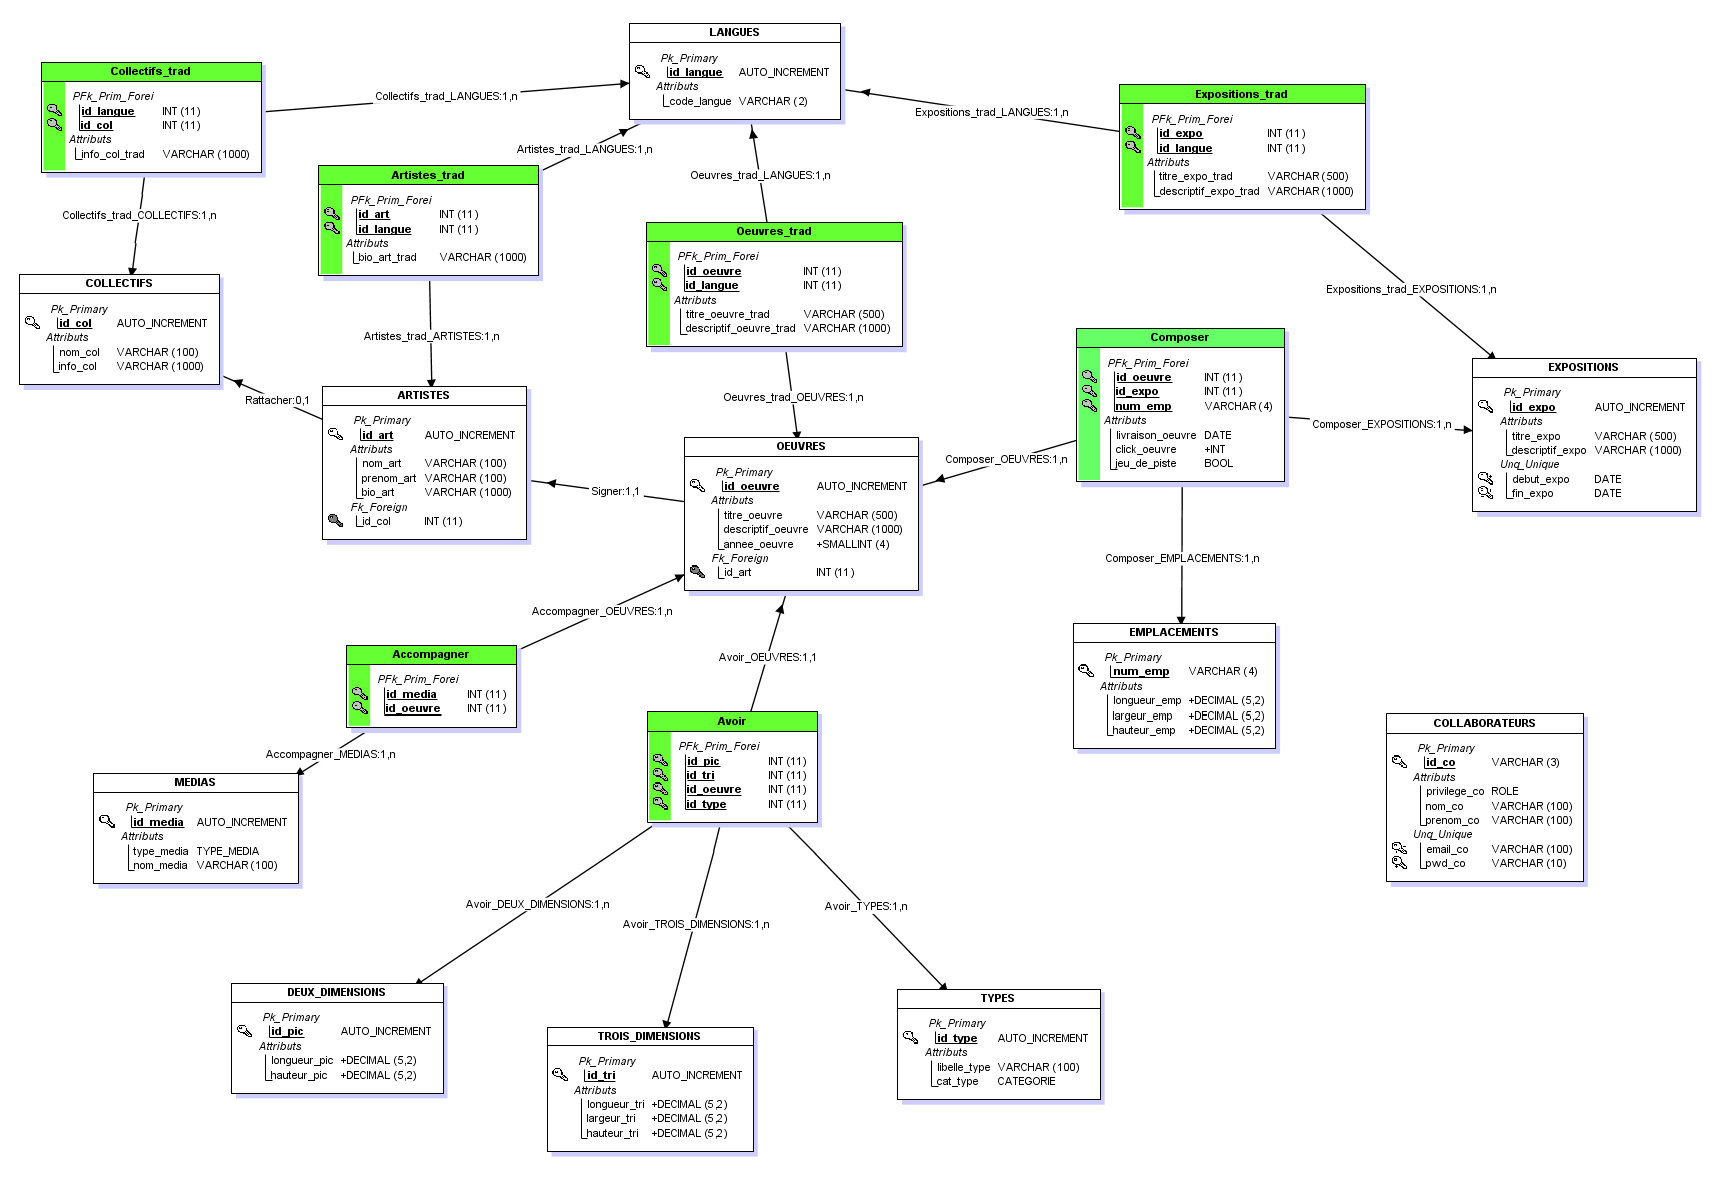 LANGUES
Pk_Primary
id_langue AUTO_INCREMENT
Attributs
code_langue VARCHAR (2)
Collectifs_trad
PFk_Prim_Forei
id_langue INT (11)
id_col INT (11)
Attributs
info_col_trad VARCHAR (1000)
Collectifs_trad_LANGUES:1,n
Expositions_trad_LANGUES:1,n
Expositions_trad
PFk_Prim_Forei
id_expo INT (11)
id_langue INT (11)
Attributs
titre_expo_trad VARCHAR (500)
descriptif_expo_trad VARCHAR (1000)
Artistes_trad_LANGUES:1,n
Artistes_trad
PFk_Prim_Forei
id_art INT (11)
id_langue INT (11)
Attributs
bio_art_trad VARCHAR (1000)
Oeuvres_trad_LANGUES:1,n
Oeuvres_trad
PFk_Prim_Forei
id_oeuvre INT (11)
id_langue INT (11)
Attributs
titre_oeuvre_trad VARCHAR (500)
descriptif_oeuvre_trad VARCHAR (1000)
Collectifs_trad_COLLECTIFS:1,n
COLLECTIFS
Pk_Primary
id_col AUTO_INCREMENT
Attributs
nom_col VARCHAR (100)
info_col VARCHAR (1000)
Rattacher:0,1
Artistes_trad_ARTISTES:1,n
ARTISTES
Pk_Primary
id_art AUTO_INCREMENT
Attributs
nom_art VARCHAR (100)
prenom_art VARCHAR (100)
bio_art VARCHAR (1000)
Fk_Foreign
id_col INT (11)
Signer:1,1
Oeuvres_trad_OEUVRES:1,n
OEUVRES
Pk_Primary
id_oeuvre AUTO_INCREMENT
Attributs
titre_oeuvre VARCHAR (500)
descriptif_oeuvre VARCHAR (1000)
annee_oeuvre +SMALLINT (4)
Fk_Foreign
id_art INT (11)
Composer_OEUVRES:1,n
Composer
PFk_Prim_Forei
id_oeuvre INT (11)
id_expo INT (11)
num_emp VARCHAR (4)
Attributs
livraison_oeuvre DATE
click_oeuvre +INT
jeu_de_piste BOOL
Expositions_trad_EXPOSITIONS:1,n
Composer_EXPOSITIONS:1,n
EXPOSITIONS
Pk_Primary
id_expo AUTO_INCREMENT
Attributs
titre_expo VARCHAR (500)
descriptif_expo VARCHAR (1000)
Unq_Unique
debut_expo DATE
fin_expo DATE
Composer_EMPLACEMENTS:1,n
EMPLACEMENTS
Pk_Primary
num_emp VARCHAR (4)
Attributs
longueur_emp +DECIMAL (5,2)
largeur_emp +DECIMAL (5,2)
hauteur_emp +DECIMAL (5,2)
Accompagner_OEUVRES:1,n
Accompagner
PFk_Prim_Forei
id_media INT (11)
id_oeuvre INT (11)
Accompagner_MEDIAS:1,n
MEDIAS
Pk_Primary
id_media AUTO_INCREMENT
Attributs
type_media TYPE_MEDIA
nom_media VARCHAR (100)
Avoir_OEUVRES:1,1
Avoir
PFk_Prim_Forei
id_pic INT (11)
id_tri INT (11)
id_oeuvre INT (11)
id_type INT (11)
COLLABORATEURS
Pk_Primary
id_co VARCHAR (3)
Attributs
privilege_co ROLE
nom_co VARCHAR (100)
prenom_co VARCHAR (100)
Unq_Unique
email_co VARCHAR (100)
pwd_co VARCHAR (10)
Avoir_DEUX_DIMENSIONS:1,n
Avoir_TROIS_DIMENSIONS:1,n
Avoir_TYPES:1,n
DEUX_DIMENSIONS
Pk_Primary
id_pic AUTO_INCREMENT
Attributs
longueur_pic +DECIMAL (5,2)
hauteur_pic +DECIMAL (5,2)
TROIS_DIMENSIONS
Pk_Primary
id_tri AUTO_INCREMENT
Attributs
longueur_tri +DECIMAL (5,2)
largeur_tri +DECIMAL (5,2)
hauteur_tri +DECIMAL (5,2)
TYPES
Pk_Primary
id_type AUTO_INCREMENT
Attributs
libelle_type VARCHAR (100)
cat_type CATEGORIE